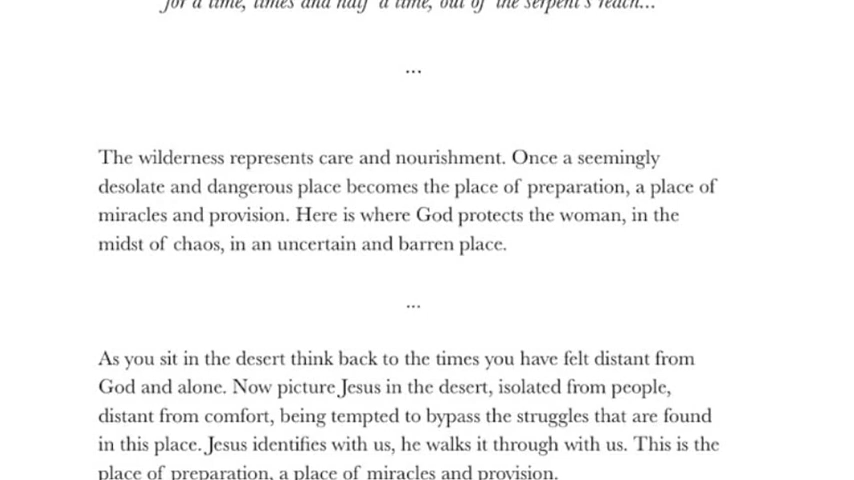 for a time, times and half a time, out of the serpent's reach...
...
The wilderness represents care and nourishment. Once a seemingly
desolate and dangerous place becomes the place of preparation, a place of
miracles and provision. Here is where God protects the woman, in the
midst of chaos, in an uncertain and barren place.
...
As you sit in the desert think back to the times you have felt distant from
God and alone. Now picture Jesus in the desert, isolated from people,
distant from comfort, being tempted to bypass the struggles that are found
in this place. Jesus identifies with us, he walks it through with us. This is the
place of preparation, a place of miracles and provision.